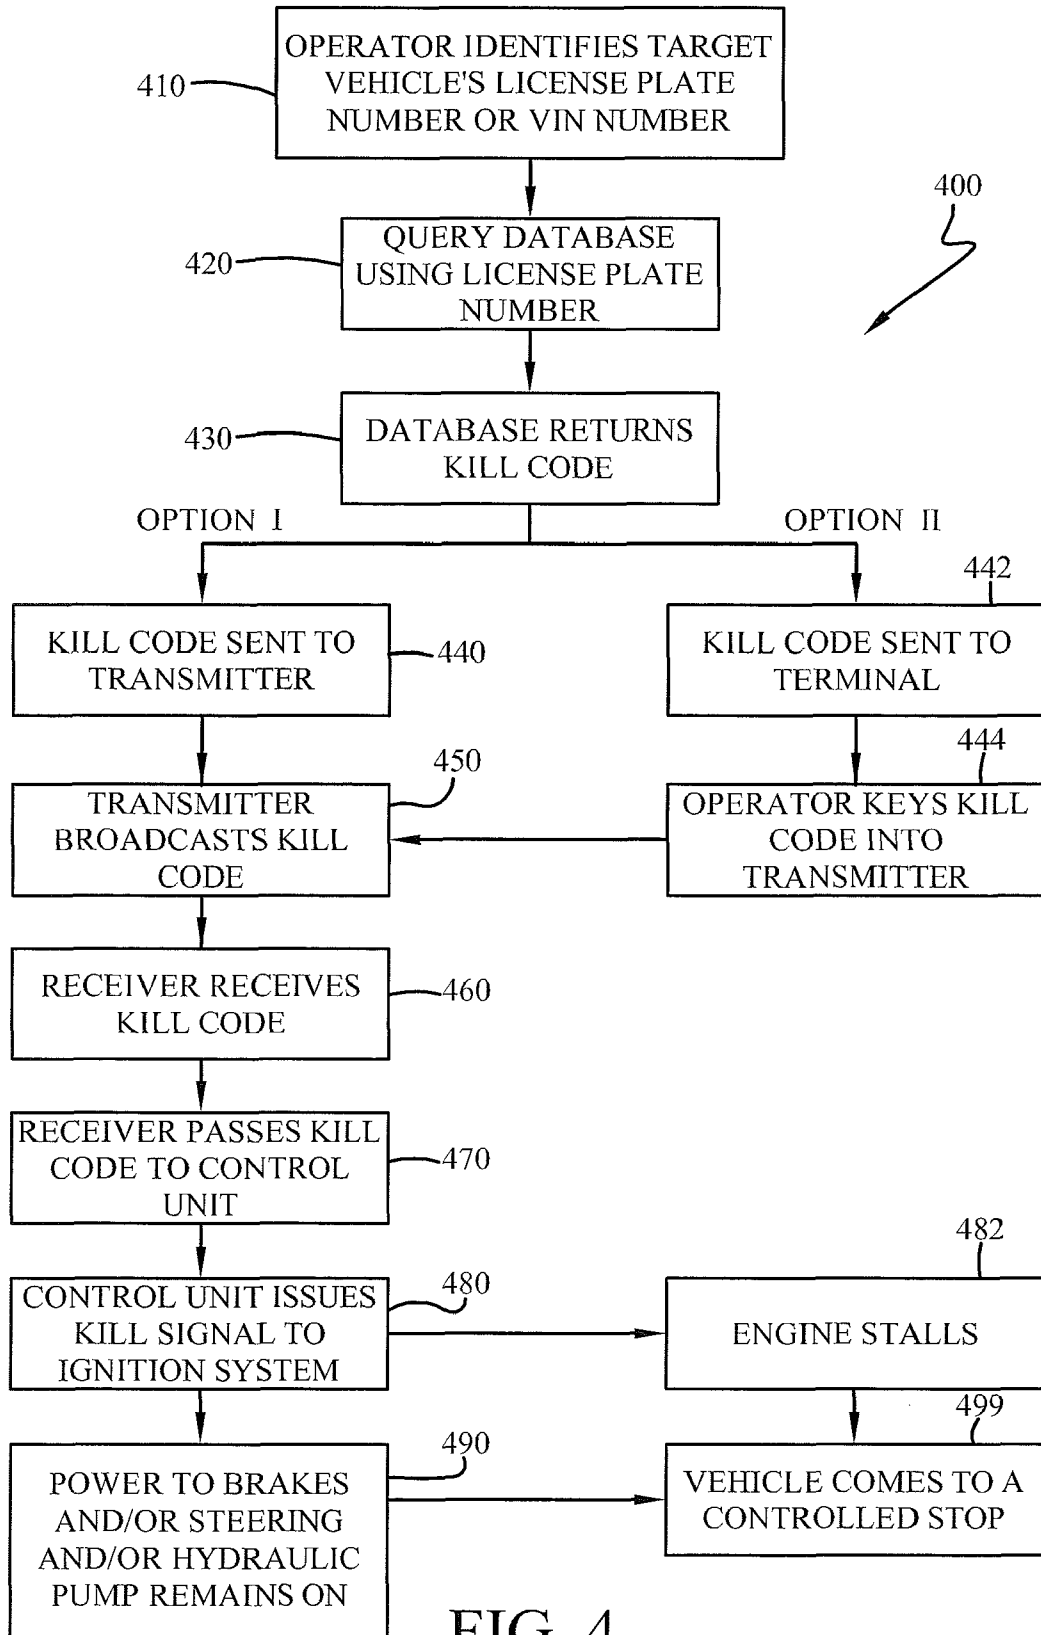 OPERATOR IDENTIFIES TARGET
VEHICLE'S LICENSE PLATE
NUMBER OR VIN NUMBER
410
400
QUERY DATABASE
USING LICENSE PLATE
NUMBER
420
DATABASE RETURNS
KILL CODE
430
OPTION I
OPTION II
KILL CODE SENT TO
TRANSMITTER
440
442
KILL CODE SENT TO
TERMINAL
TRANSMITTER
BROADCASTS KILL
CODE
450
444
OPERATOR KEYS KILL
CODE INTO
TRANSMITTER
RECEIVER RECEIVES
KILL CODE
460
RECEIVER PASSES KILL
CODE TO CONTROL
UNIT
470
CONTROL UNIT ISSUES
KILL SIGNAL TO
IGNITION SYSTEM
480
482
ENGINE STALLS
POWER TO BRAKES
AND/OR STEERING
AND/OR HYDRAULIC
PUMP REMAINS ON
490
499
VEHICLE COMES TO A
CONTROLLED STOP
FIG. 4